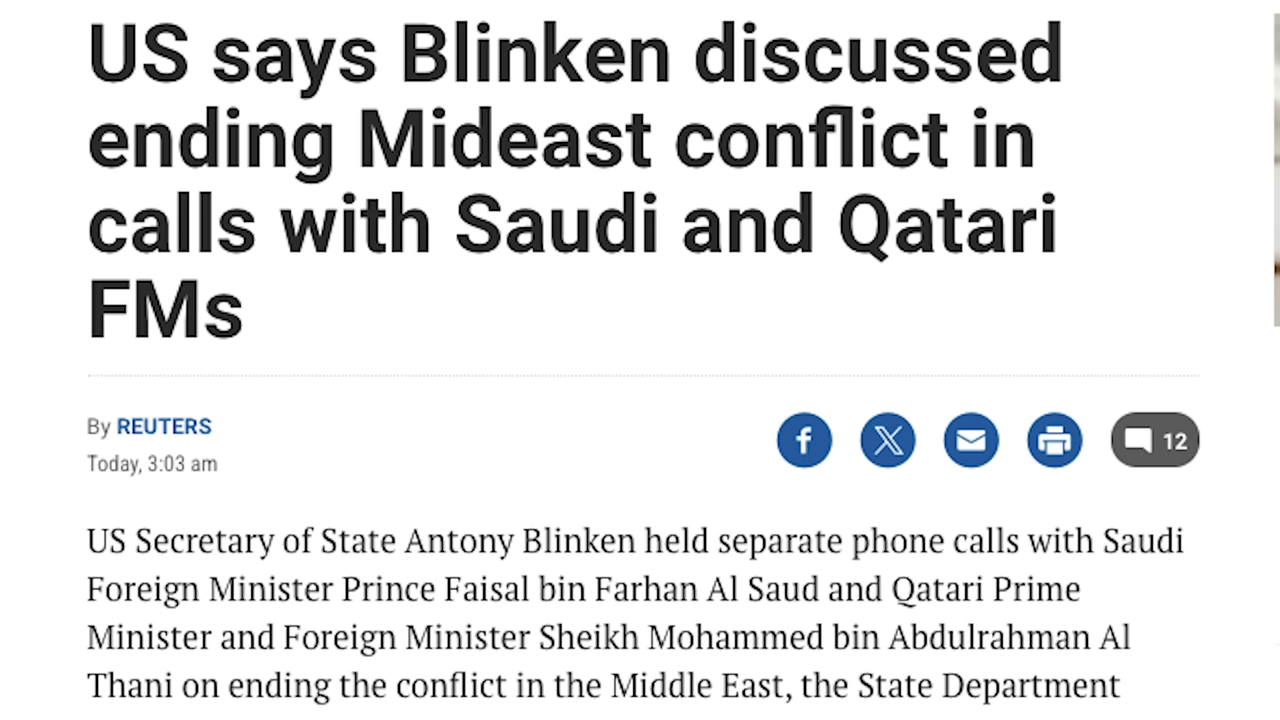 US says Blinken discussed
ending Mideast conflict in
calls with Saudi and Qatari
FMs
By REUTERS
Today, 3:03 am
12
US Secretary of State Antony Blinken held separate phone calls with Saudi
Foreign Minister Prince Faisal bin Farhan Al Saud and Qatari Prime
Minister and Foreign Minister Sheikh Mohammed bin Abdulrahman Al
Thani on ending the conflict in the Middle East, the State Department